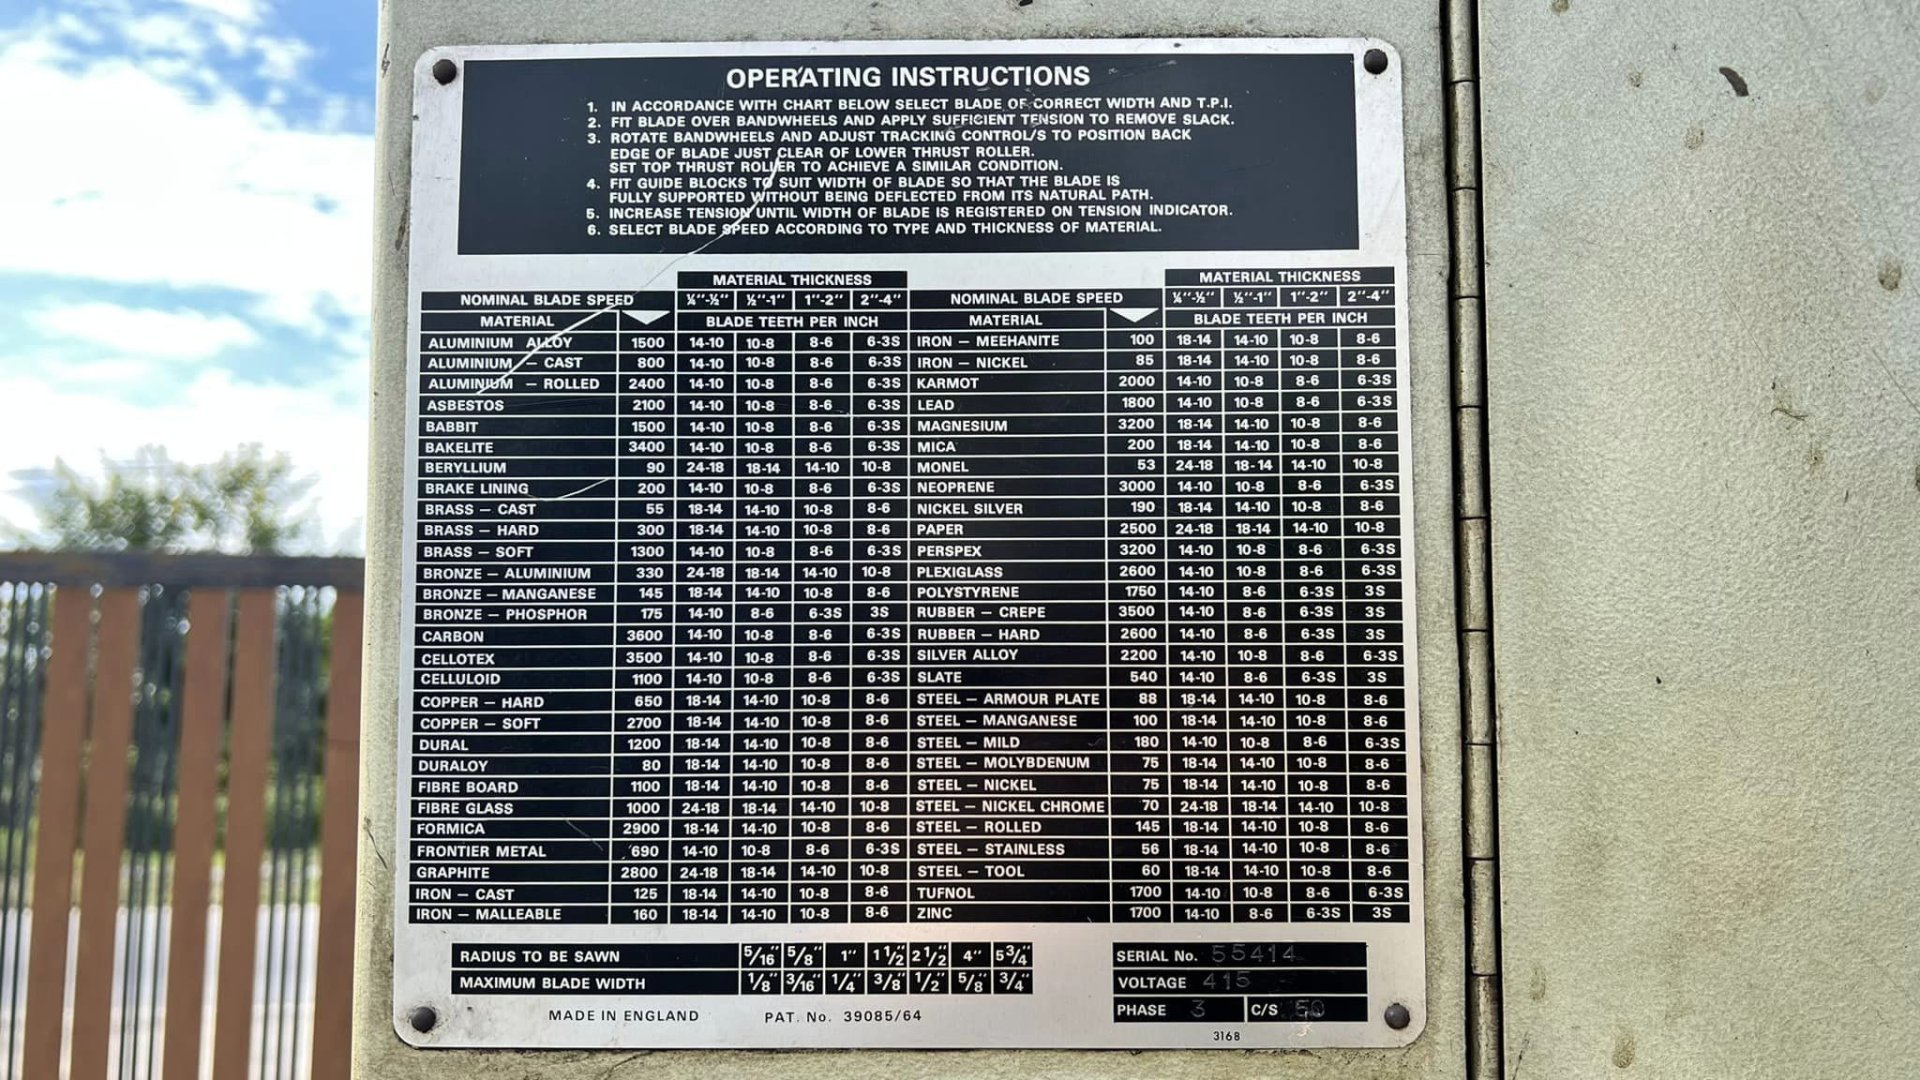 OPERATING INSTRUCTIONS
1. IN ACCORDANCE WITH CHART BELOW SELECT BLADE OF CORRECT WIDTH AND T.P.I.
2. FIT BLADE OVER BANDWHEELS AND APPLY SUFFICIENT TENSION TO REMOVE SLACK.
3. ROTATE BANDWHEELS AND ADJUST TRACKING CONTROL/S TO POSITION BACK
EDGE OF BLADE JUST CLEAR OF LOWER THRUST ROLLER.
SET TOP THRUST ROLLER TO ACHIEVE A SIMILAR CONDITION.
4. FIT GUIDE BLOCKS TO SUIT WIDTH OF BLADE SO THAT THE BLADE IS
FULLY SUPPORTED WITHOUT BEING DEFLECTED FROM ITS NATURAL PATH.
5. INCREASE TENSION UNTIL WIDTH OF BLADE IS REGISTERED ON TENSION INDICATOR.
6. SELECT BLADE SPEED ACCORDING TO TYPE AND THICKNESS OF MATERIAL.
MATERIAL THICKNESS
NOMINAL BLADE SPEED ¼"-½" ½"-1" 1"-2" 2"-4"
MATERIAL BLADE TEETH PER INCH
ALUMINIUM ALLOY 1500 14-10 10-8 8-6 6-3S
ALUMINIUM — CAST 800 14-10 10-8 8-6 6-3S
ALUMINIUM — ROLLED 2400 14-10 10-8 8-6 6-3S
ASBESTOS 2100 14-10 10-8 8-6 6-3S
BABBIT 1500 14-10 10-8 8-6 6-3S
BAKELITE 3400 14-10 10-8 8-6 6-3S
BERYLLIUM 90 24-18 18-14 14-10 10-8
BRAKE LINING 200 14-10 10-8 8-6 6-3S
BRASS — CAST 55 18-14 14-10 10-8 8-6
BRASS — HARD 300 18-14 14-10 10-8 8-6
BRASS — SOFT 1300 14-10 10-8 8-6 6-3S
BRONZE — ALUMINIUM 330 24-18 18-14 14-10 10-8
BRONZE — MANGANESE 145 18-14 14-10 10-8 8-6
BRONZE — PHOSPHOR 175 14-10 8-6 6-3S 3S
CARBON 3600 14-10 10-8 8-6 6-3S
CELLOTEX 3500 14-10 10-8 8-6 6-3S
CELLULOID 1100 14-10 10-8 8-6 6-3S
COPPER — HARD 650 18-14 14-10 10-8 8-6
COPPER — SOFT 2700 18-14 14-10 10-8 8-6
DURAL 1200 18-14 14-10 10-8 8-6
DURALOY 80 18-14 14-10 10-8 8-6
FIBRE BOARD 1100 18-14 14-10 10-8 8-6
FIBRE GLASS 1000 24-18 18-14 14-10 10-8
FORMICA 2900 18-14 14-10 10-8 8-6
FRONTIER METAL 690 14-10 10-8 8-6 6-3S
GRAPHITE 2800 24-18 18-14 14-10 10-8
IRON — CAST 125 18-14 14-10 10-8 8-6
IRON — MALLEABLE 160 18-14 14-10 10-8 8-6
MATERIAL THICKNESS
NOMINAL BLADE SPEED ¼"-½" ½"-1" 1"-2" 2"-4"
MATERIAL BLADE TEETH PER INCH
IRON — MEEHANITE 100 18-14 14-10 10-8 8-6
IRON — NICKEL 85 18-14 14-10 10-8 8-6
KARMOT 2000 14-10 10-8 8-6 6-3S
LEAD 1800 14-10 10-8 8-6 6-3S
MAGNESIUM 3200 18-14 14-10 10-8 8-6
MICA 200 18-14 14-10 10-8 8-6
MONEL 53 24-18 18-14 14-10 10-8
NEOPRENE 3000 14-10 10-8 8-6 6-3S
NICKEL SILVER 190 18-14 14-10 10-8 8-6
PAPER 2500 24-18 18-14 14-10 10-8
PERSPEX 3200 14-10 10-8 8-6 6-3S
PLEXIGLASS 2600 14-10 10-8 8-6 6-3S
POLYSTYRENE 1750 14-10 8-6 6-3S 3S
RUBBER — CREPE 3500 14-10 8-6 6-3S 3S
RUBBER — HARD 2600 14-10 8-6 6-3S 3S
SILVER ALLOY 2200 14-10 10-8 8-6 6-3S
SLATE 540 14-10 8-6 6-3S 3S
STEEL — ARMOUR PLATE 88 18-14 14-10 10-8 8-6
STEEL — MANGANESE 100 18-14 14-10 10-8 8-6
STEEL — MILD 180 14-10 10-8 8-6 6-3S
STEEL — MOLYBDENUM 75 18-14 14-10 10-8 8-6
STEEL — NICKEL 75 18-14 14-10 10-8 8-6
STEEL — NICKEL CHROME 70 24-18 18-14 14-10 10-8
STEEL — ROLLED 145 18-14 14-10 10-8 8-6
STEEL — STAINLESS 56 18-14 14-10 10-8 8-6
STEEL — TOOL 60 18-14 14-10 10-8 8-6
TUFNOL 1700 14-10 10-8 8-6 6-3S
ZINC 1700 14-10 8-6 6-3S 3S
RADIUS TO BE SAWN 5/16" 5/8" 1" 1 1/2" 2 1/2" 4" 5 3/4"
MAXIMUM BLADE WIDTH 1/8" 3/16" 1/4" 3/8" 1/2" 5/8" 3/4"
MADE IN ENGLAND PAT. No. 39085/64
SERIAL No. 55414
VOLTAGE 415
PHASE 3 C/S 50
3168